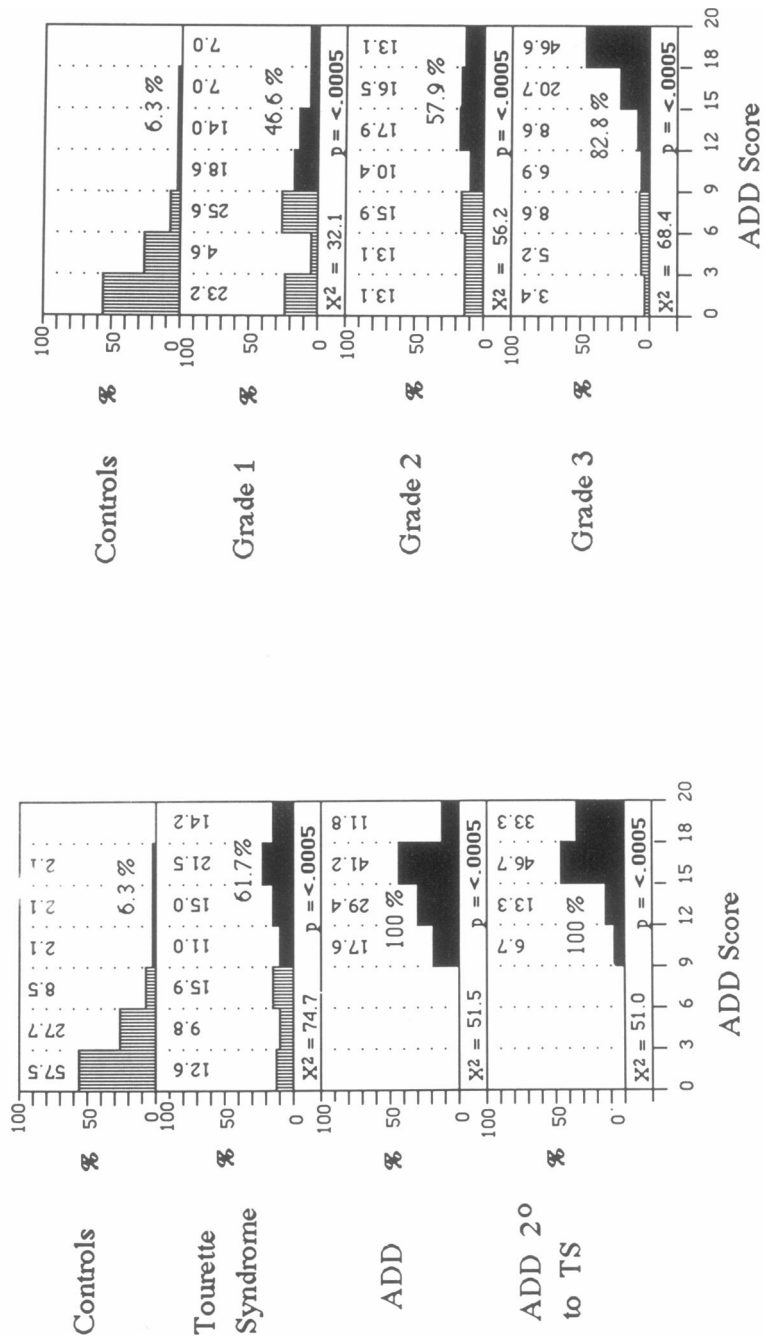 Controls
%
100
50
0
57.5 27.7 8.5 2.1 2.1 2.1
6.3 %
Tourette
Syndrome
%
100
50
0
12.6 9.8 15.9 11.0 15.0 21.5 14.2
61.7%
X² = 74.7 p = <.0005
ADD
%
100
50
0
17.6 29.4 41.2 11.8
100 %
X² = 51.5 p = <.0005
ADD 2º
to TS
%
100
50
0
6.7 13.3 46.7 33.3
100 %
X² = 51.0 p = <.0005
0 3 6 9 12 15 18 20
ADD Score
Controls
%
100
50
0
6.3 %
Grade 1
%
100
50
0
23.2 4.6 25.6 18.6 14.0 7.0 7.0
46.6 %
X² = 32.1 p = <.0005
Grade 2
%
100
50
0
13.1 13.1 15.9 10.4 17.9 16.5 13.1
57.9 %
X² = 56.2 p = <.0005
Grade 3
%
100
50
0
3.4 5.2 8.6 6.9 8.6 20.7 46.6
82.8 %
X² = 68.4 p = <.0005
0 3 6 9 12 15 18 20
ADD Score